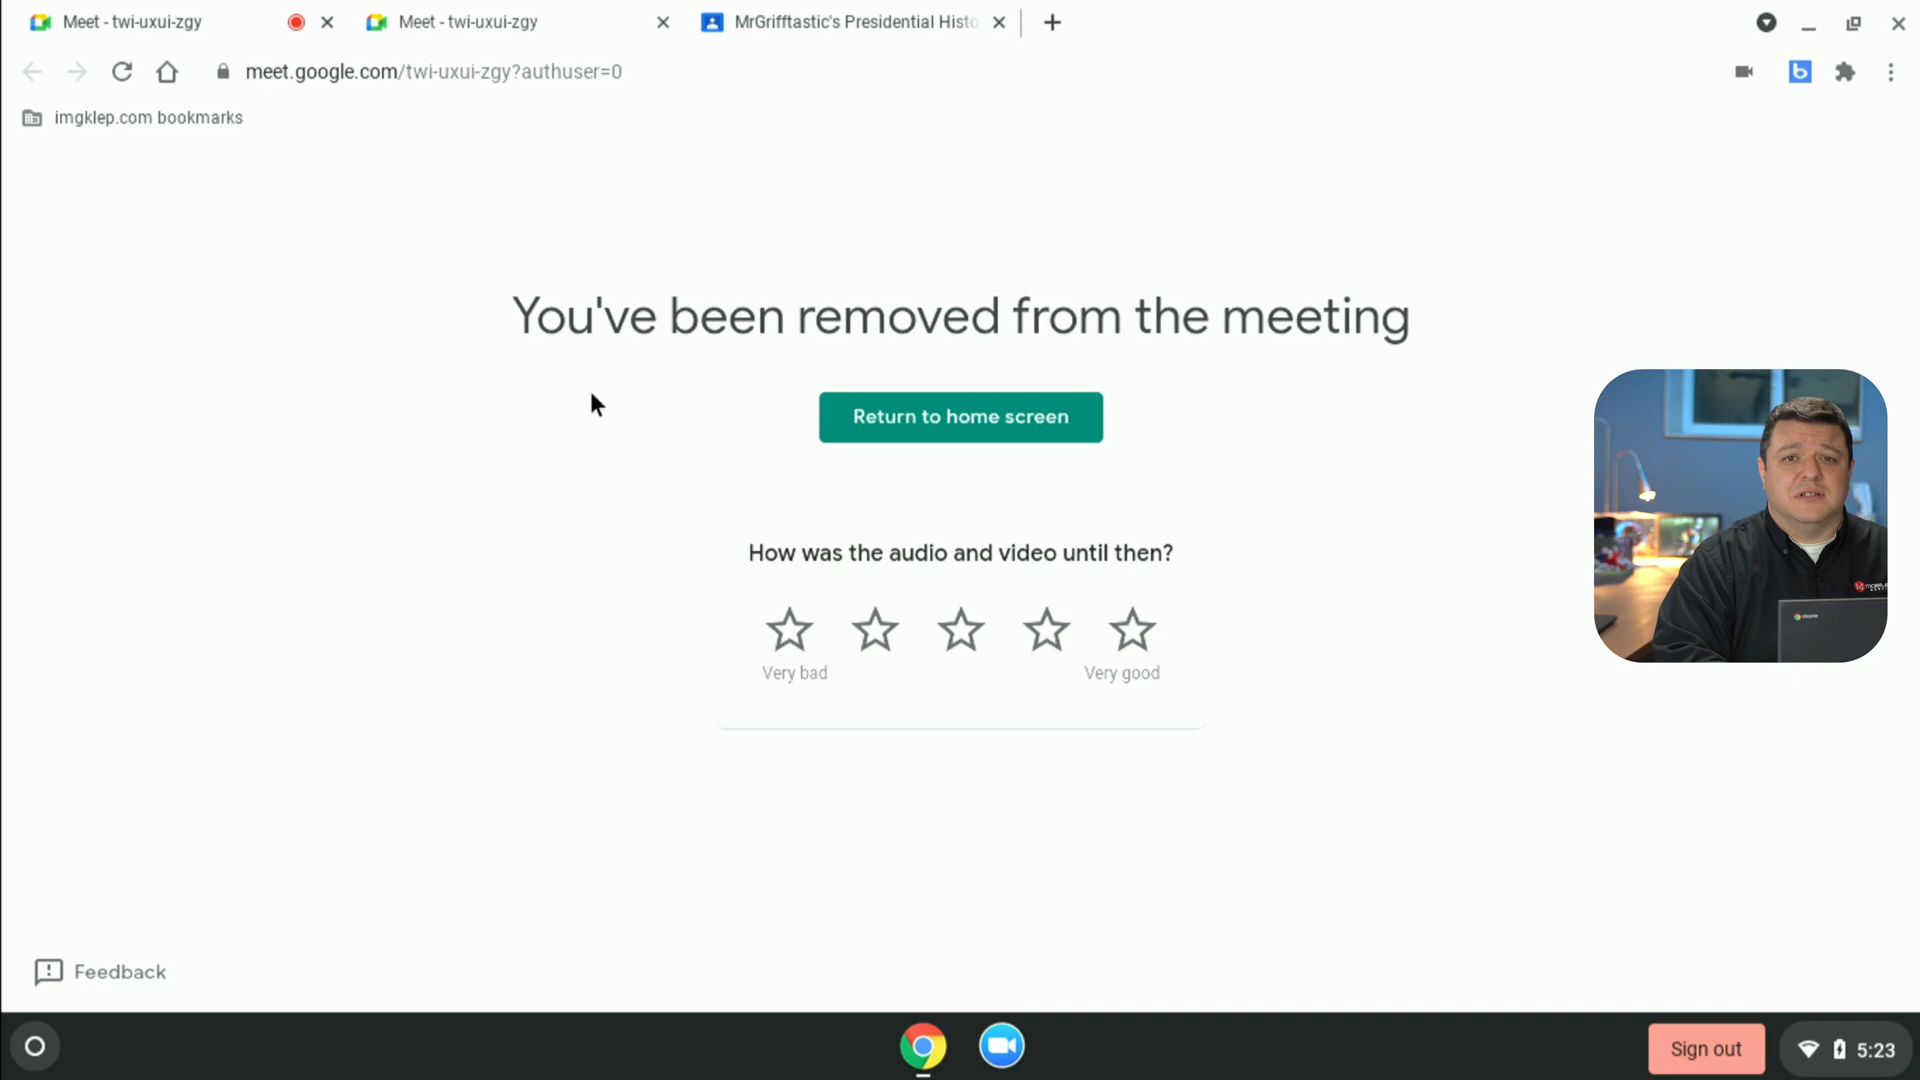 Meet - twi-uxui-zgy
Meet - twi-uxui-zgy
MrGrifftastic's Presidential Histo
meet.google.com/twi-uxui-zgy?authuser=0
imgklep.com bookmarks
You've been removed from the meeting
Return to home screen
How was the audio and video until then?
Very bad
Very good
Feedback
Sign out
5:23
chrome